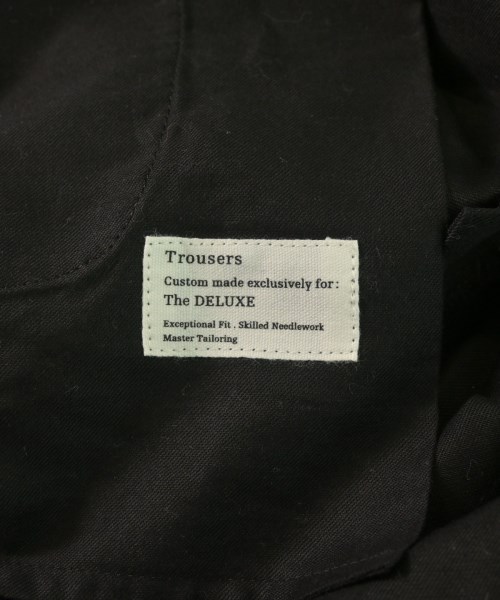 Trousers
Custom made exclusively for:
The DELUXE
Exceptional Fit . Skilled Needlework
Master Tailoring